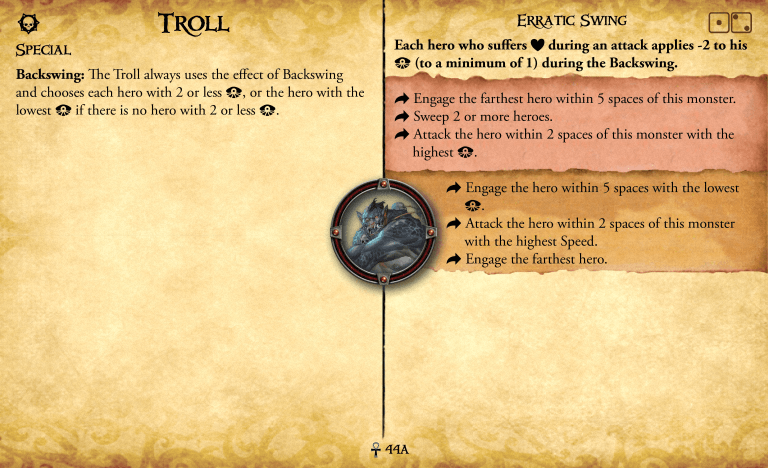 Troll
Special
Backswing: The Troll always uses the effect of Backswing
and chooses each hero with 2 or less , or the hero with the
lowest if there is no hero with 2 or less .
Erratic Swing
Each hero who suffers during an attack applies -2 to his
(to a minimum of 1) during the Backswing.
Engage the farthest hero within 5 spaces of this monster.
Sweep 2 or more heroes.
Attack the hero within 2 spaces of this monster with the
highest .
Engage the hero within 5 spaces with the lowest
.
Attack the hero within 2 spaces of this monster
with the highest Speed.
Engage the farthest hero.
44A